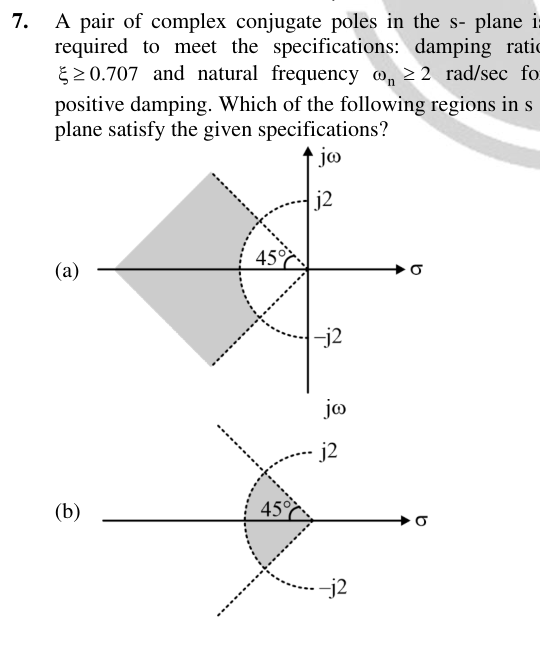 7. A pair of complex conjugate poles in the s- plane i
required to meet the specifications: damping ratio
ξ ≥ 0.707 and natural frequency ωn ≥ 2 rad/sec fo
positive damping. Which of the following regions in s
plane satisfy the given specifications?
jω
j2
45°
(a)
σ
–j2
jω
j2
45°
(b)
σ
–j2